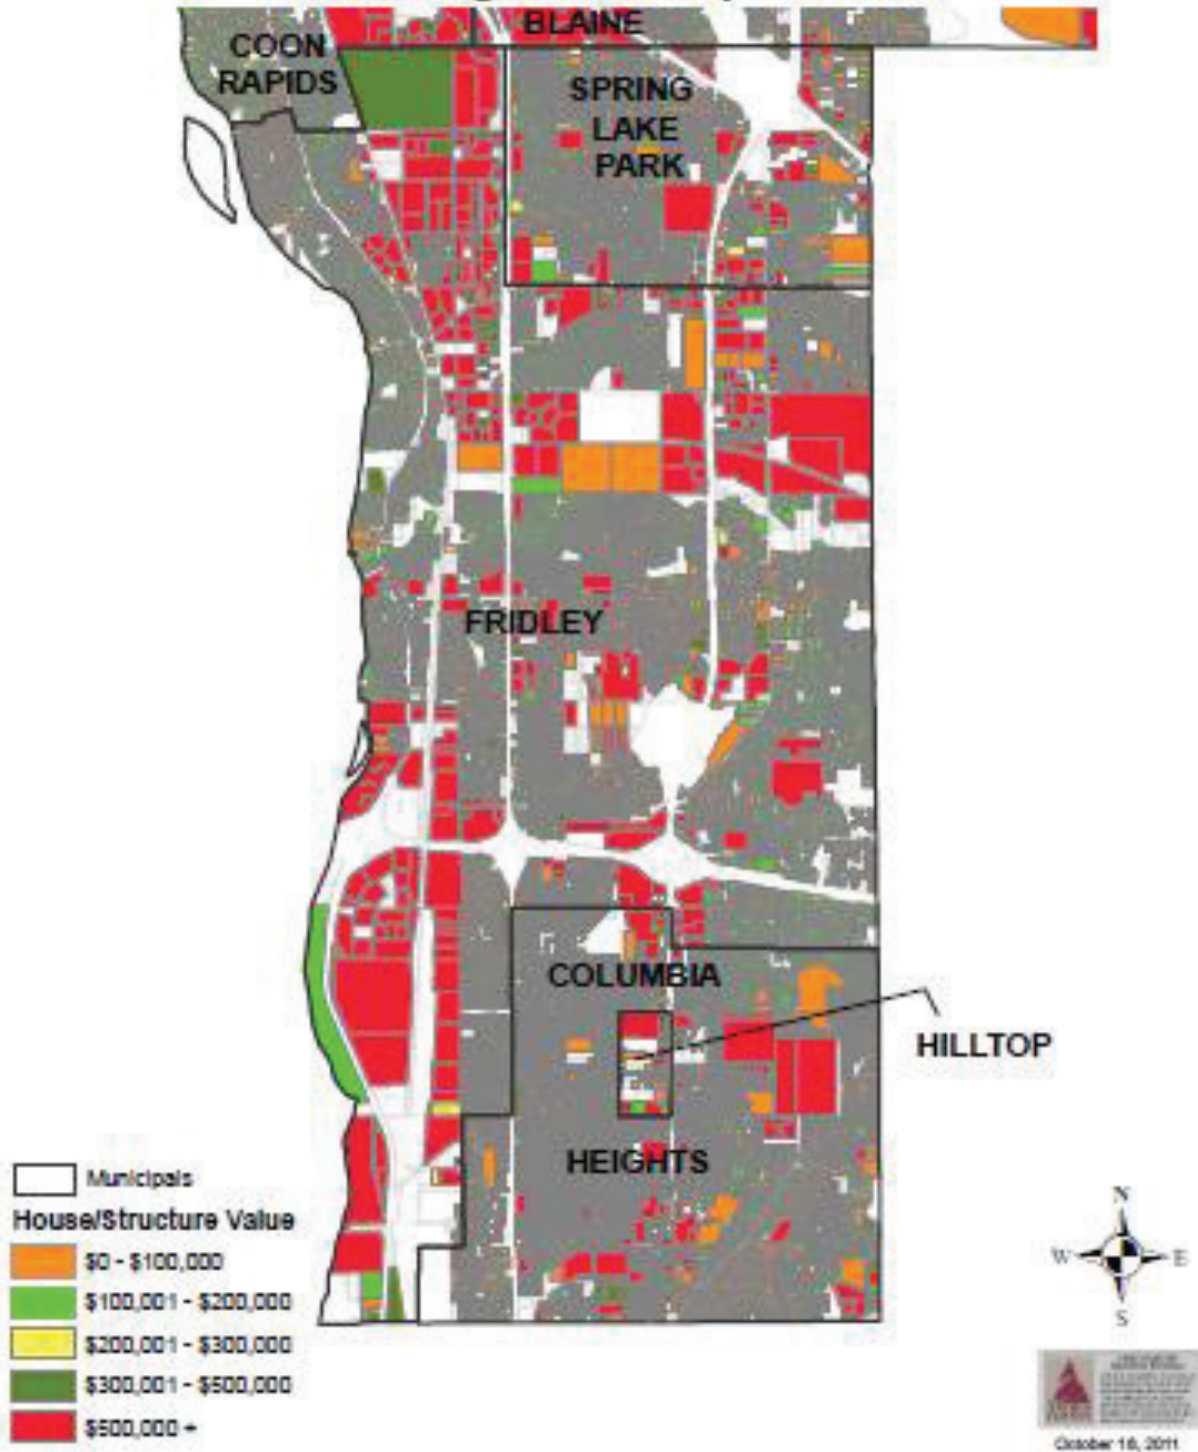 BLAINE
COON
RAPIDS
SPRING
LAKE
PARK
FRIDLEY
COLUMBIA
HILLTOP
HEIGHTS
Municipals
House/Structure Value
$0 - $100,000
$100,001 - $200,000
$200,001 - $300,000
$300,001 - $500,000
$500,000 +
N
W
E
S
October 18, 2011